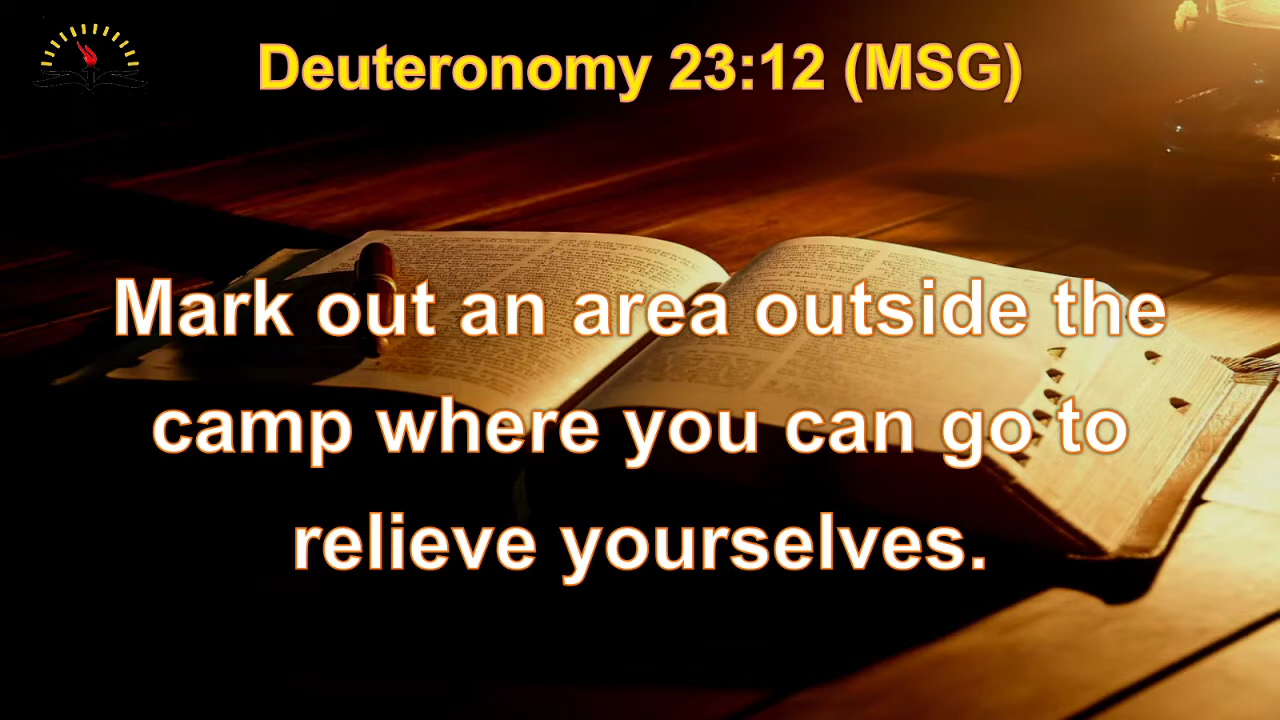 Deuteronomy 23:12 (MSG)
Mark out an area outside the
camp where you can go to
relieve yourselves.